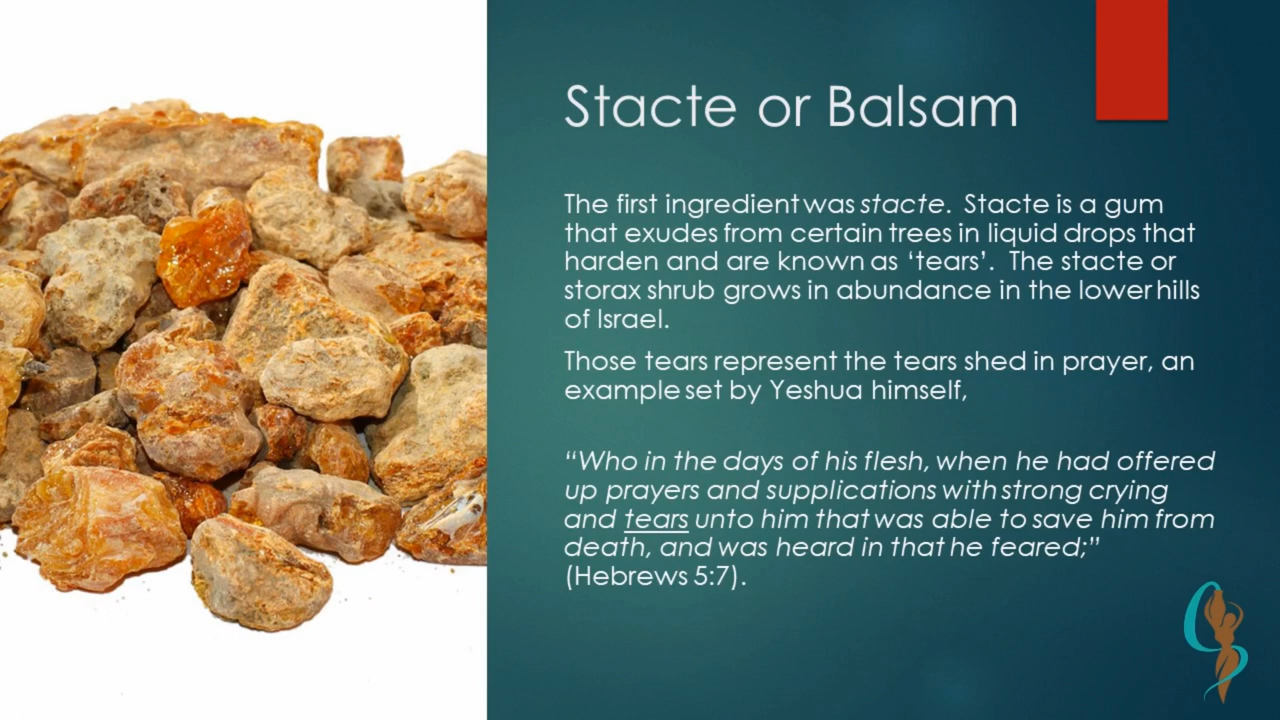 Stacte or Balsam
The first ingredient was stacte. Stacte is a gum
that exudes from certain trees in liquid drops that
harden and are known as ‘tears’. The stacte or
storax shrub grows in abundance in the lower hills
of Israel.
Those tears represent the tears shed in prayer, an
example set by Yeshua himself,
“Who in the days of his flesh, when he had offered
up prayers and supplications with strong crying
and tears unto him that was able to save him from
death, and was heard in that he feared;”
(Hebrews 5:7).